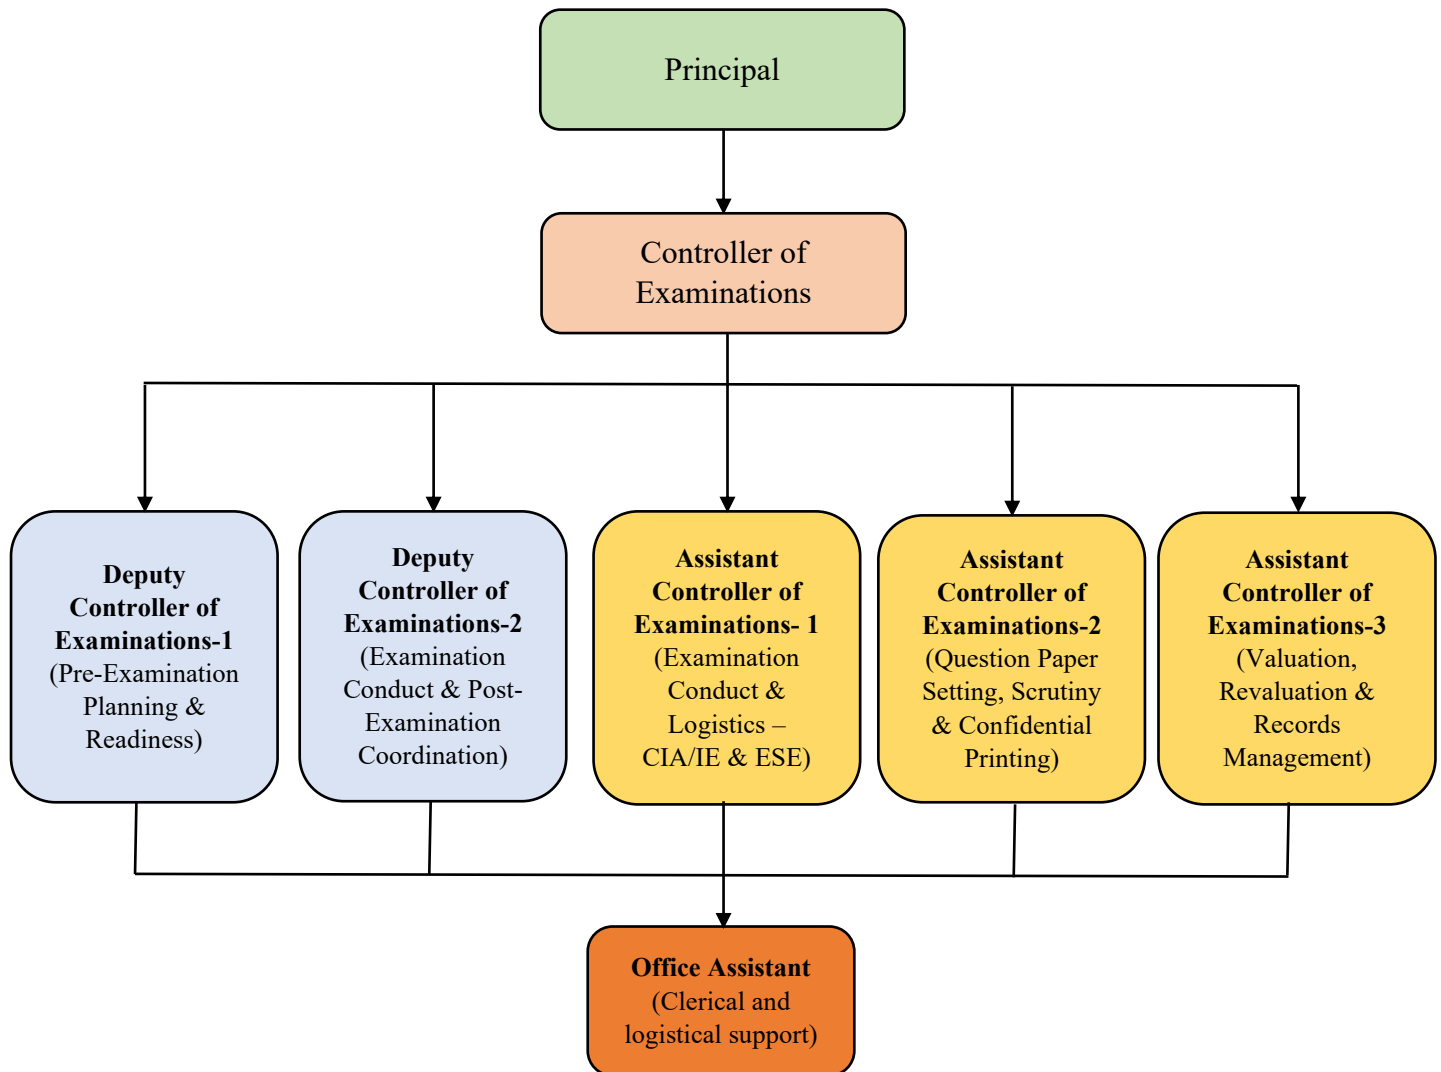 Principal
Controller of
Examinations
Deputy
Controller of
Examinations-1
(Pre-Examination
Planning &
Readiness)
Deputy
Controller of
Examinations-2
(Examination
Conduct & Post-
Examination
Coordination)
Assistant
Controller of
Examinations- 1
(Examination
Conduct &
Logistics –
CIA/IE & ESE)
Assistant
Controller of
Examinations-2
(Question Paper
Setting, Scrutiny
& Confidential
Printing)
Assistant
Controller of
Examinations-3
(Valuation,
Revaluation &
Records
Management)
Office Assistant
(Clerical and
logistical support)